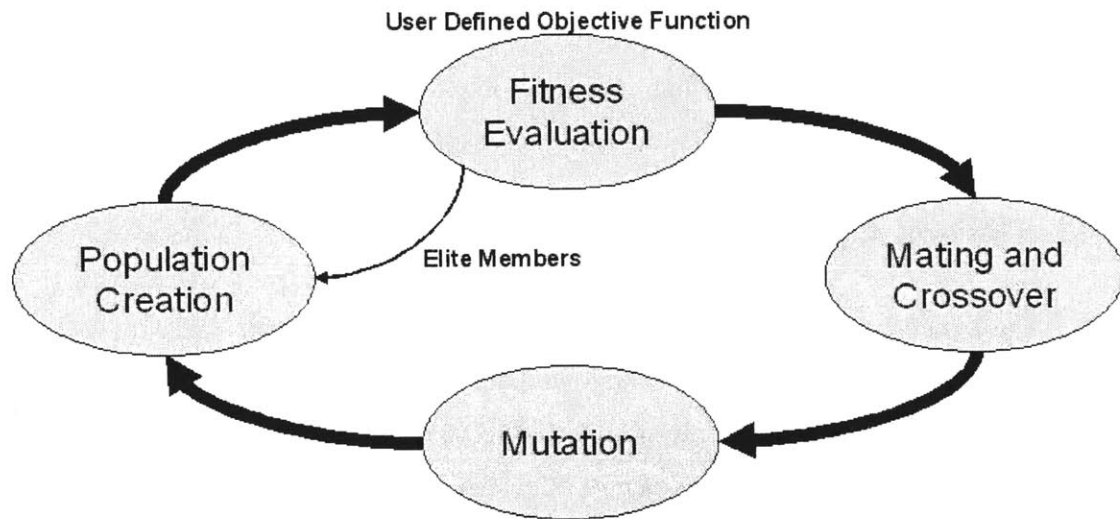 User Defined Objective Function
Fitness
Evaluation
Elite Members
Population
Creation
Mating and
Crossover
Mutation